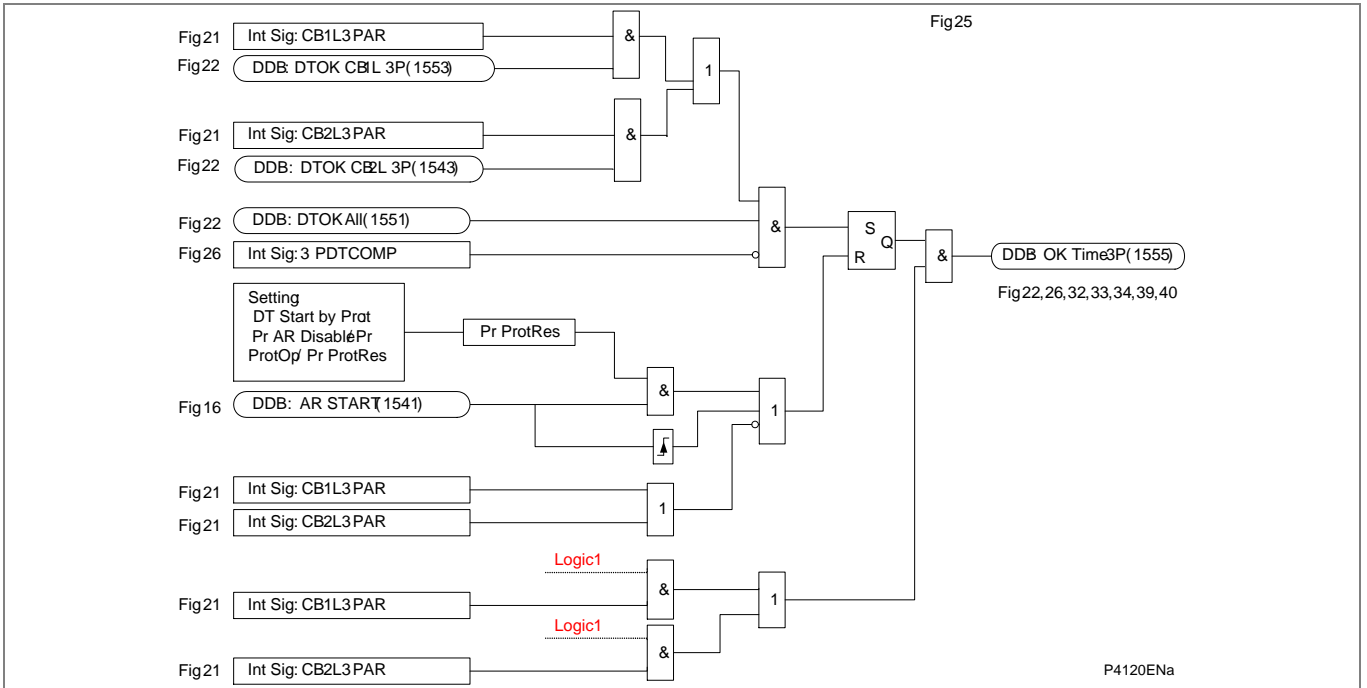 Fig25
Fig21 Int Sig: CB1L3PAR
&
Fig22 DDB: DTOK CB1L 3P(1553)
1
Fig21 Int Sig: CB2L3PAR
&
Fig22 DDB: DTOK CB2L 3P(1543)
Fig22 DDB: DTOKAll(1551)
&
S
Q
R
&
DDB OK Time3P(1555)
Fig26 Int Sig: 3 PDTCOMP
Fig22,26,32,33,34,39,40
Setting
DT Start by Prot
Pr AR Disable/Pr
ProtOp/ Pr ProtRes
Pr ProtRes
&
1
Fig16 DDB: AR START(1541)
Fig21 Int Sig: CB1L3PAR
1
Fig21 Int Sig: CB2L3PAR
Logic1
&
1
Fig21 Int Sig: CB1L3PAR
Logic1
&
Fig21 Int Sig: CB2L3PAR
P4120ENa